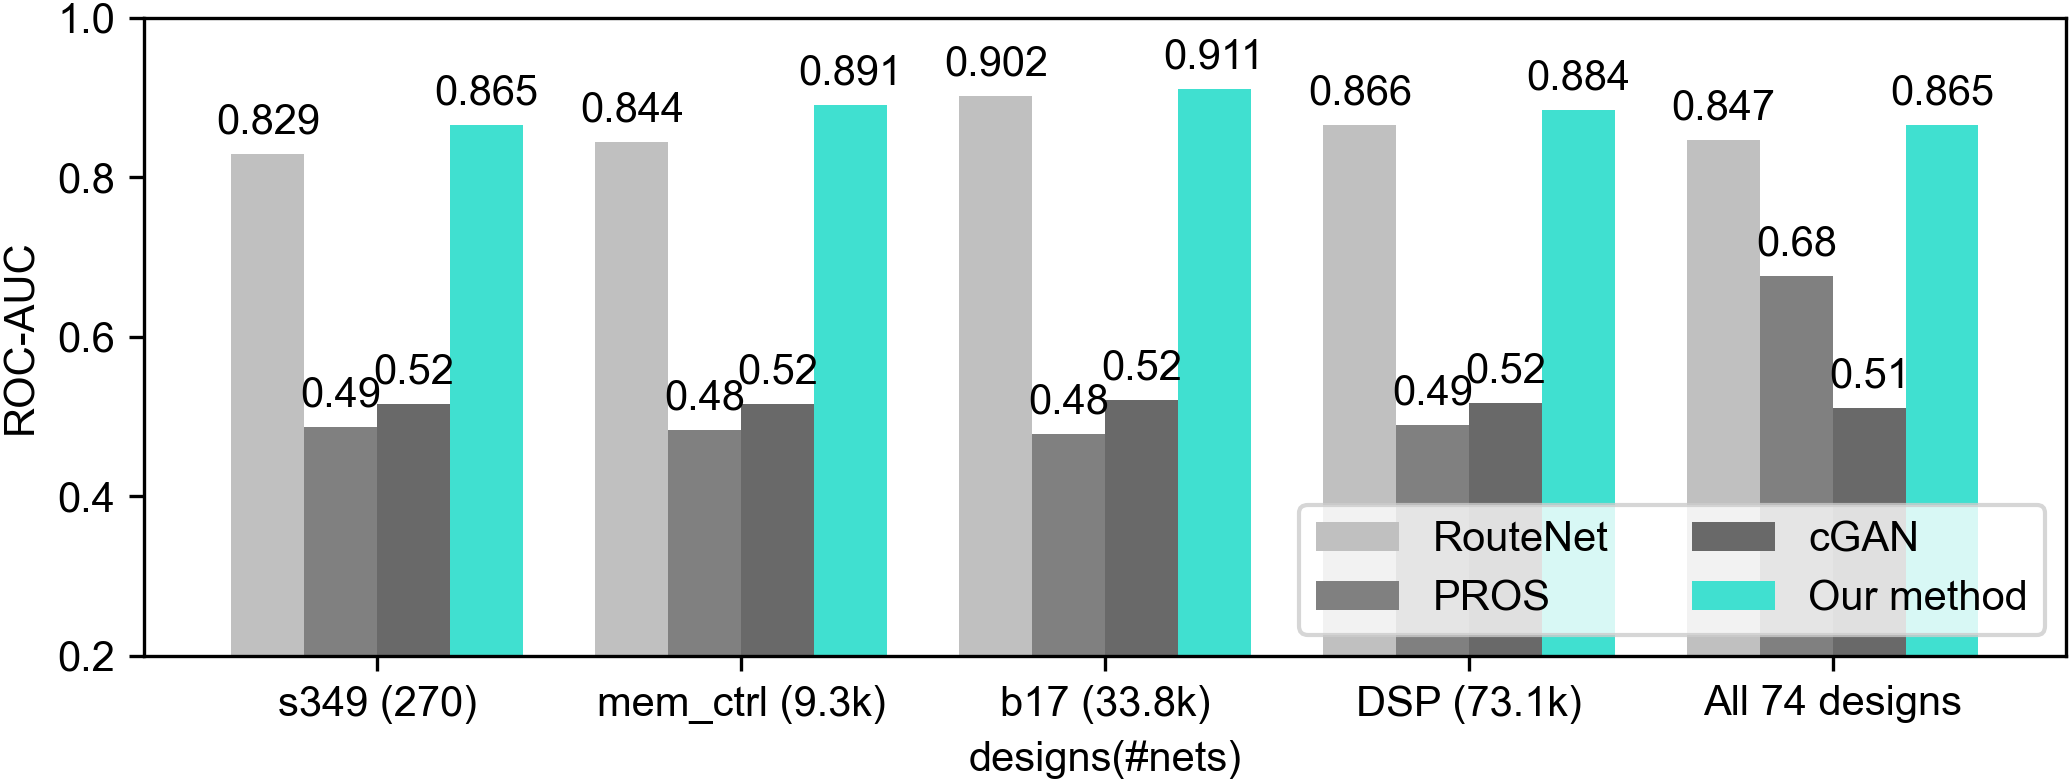 1.0
0.8
0.6
0.4
0.2
ROC-AUC
0.829
0.49
0.52
0.865
0.844
0.48
0.52
0.891
0.902
0.48
0.52
0.911
0.866
0.49
0.52
0.884
0.847
0.68
0.51
0.865
RouteNet
PROS
cGAN
Our method
s349 (270)
mem_ctrl (9.3k)
b17 (33.8k)
DSP (73.1k)
All 74 designs
designs(#nets)